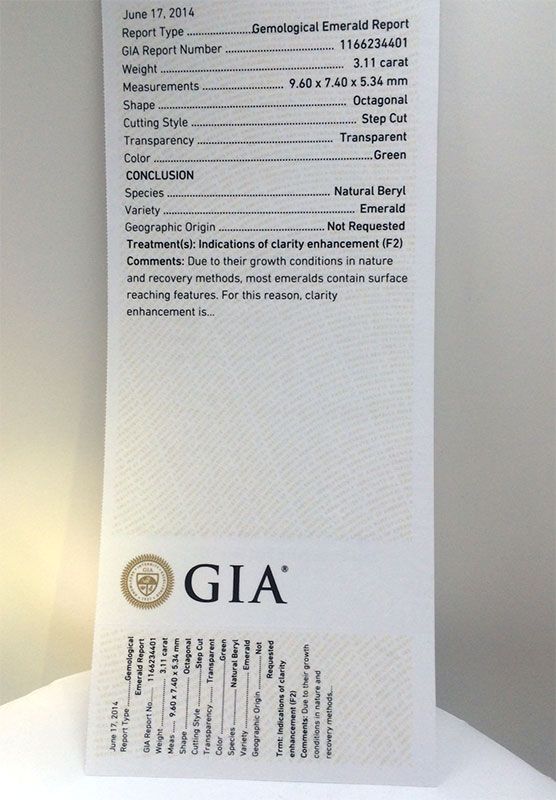 June 17, 2014
Report Type ........................Gemological Emerald Report
GIA Report Number .................................. 1166234401
Weight ............................................................. 3.11 carat
Measurements ......................... 9.60 x 7.40 x 5.34 mm
Shape .......................................................... Octagonal
Cutting Style .................................................. Step Cut
Transparency ......................................... Transparent
Color .....................................................................Green
CONCLUSION
Species .................................................. Natural Beryl
Variety ........................................................... Emerald
Geographic Origin ................................ Not Requested
Treatment(s): Indications of clarity enhancement (F2)
Comments: Due to their growth conditions in nature
and recovery methods, most emeralds contain surface
reaching features. For this reason, clarity
enhancement is...
GIA®
June 17, 2014
Report Type ........Gemological
Emerald Report
GIA Report No.....1166234401
Weight .................... 3.11 carat
Meas ..... 9.60 x 7.40 x 5.34 mm
Shape ..................... Octagonal
Cutting Style ...............Step Cut
Transparency ........ Transparent
Color .............................Green
Species ............. Natural Beryl
Variety ...................... Emerald
Geographic Origin ............. Not
Requested
Trmt: Indications of clarity
enhancement (F2)
Comments: Due to their growth
conditions in nature and
recovery methods...